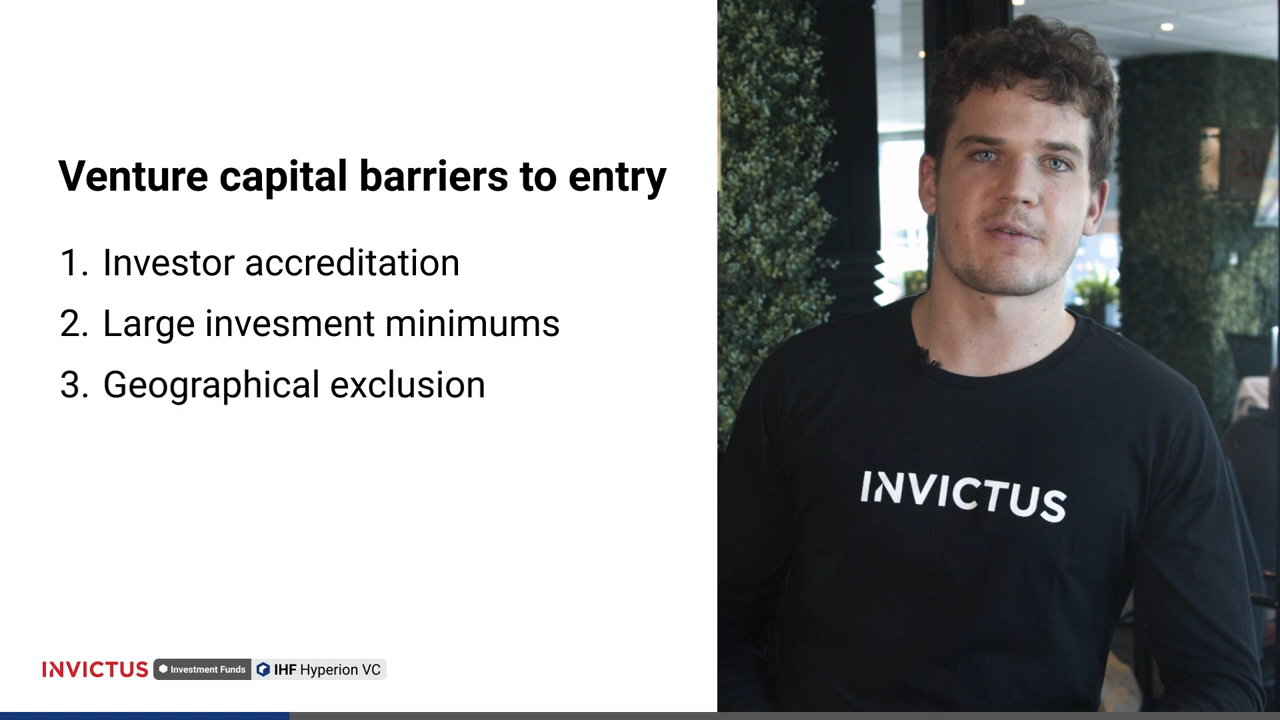 Venture capital barriers to entry
1. Investor accreditation
2. Large invesment minimums
3. Geographical exclusion
INVICTUS
INVICTUS Investment Funds IHF Hyperion VC